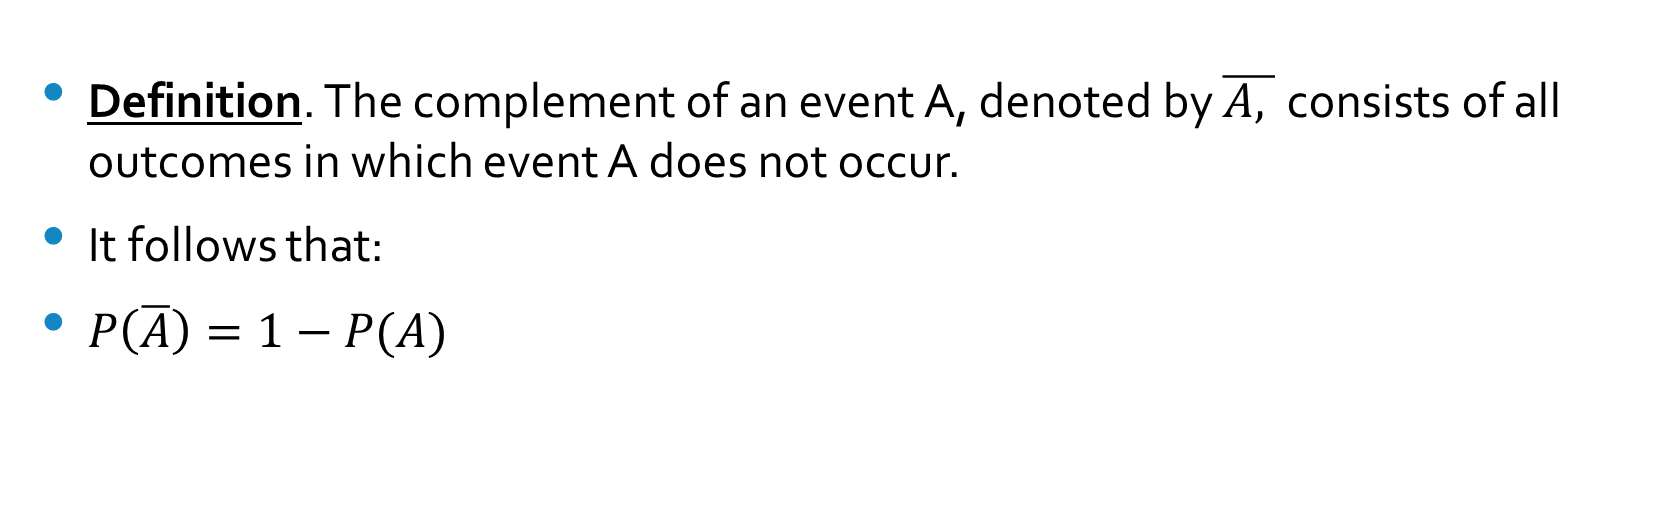 • Definition. The complement of an event A, denoted by A̅,̅ consists of all
outcomes in which event A does not occur.
• It follows that:
• P(A̅) = 1 − P(A)